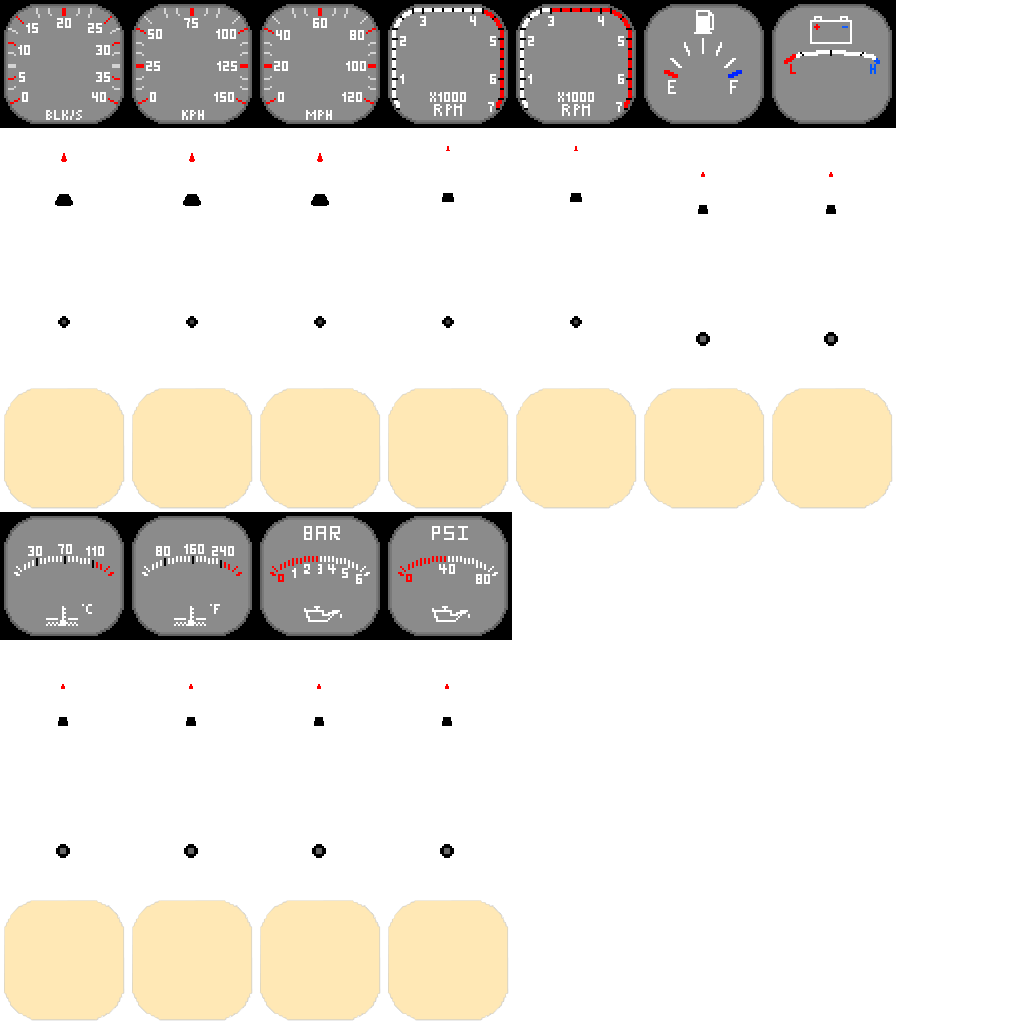 15 20 25
10 30
5 35
0 40
BLK/S
75
50 100
25 125
0 150
KPH
60
40 80
20 100
0 120
MPH
3 4
2 5
1 6
X1000 7
RPM
3 4
2 5
1 6
X1000 7
RPM
E F
+ -
L H
30 70 110
°C
80 160 240
°F
BAR
0 1 2 3 4 5 6
PSI
0 40 80